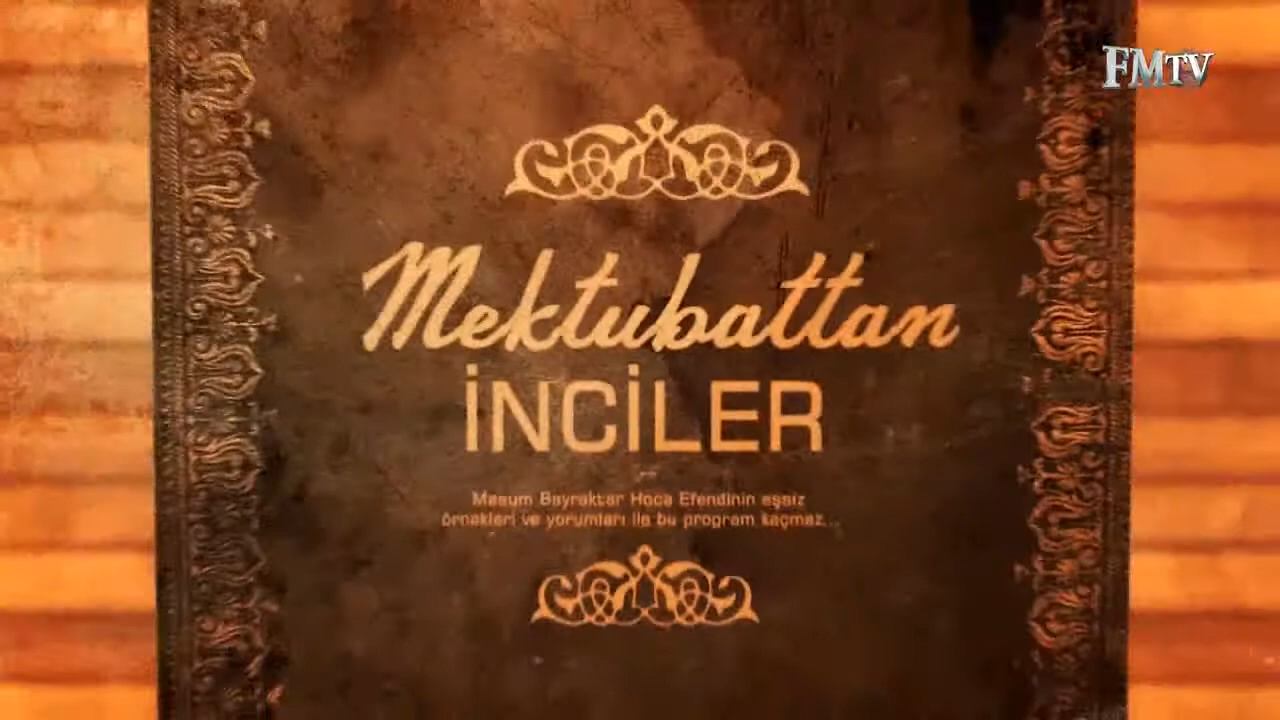 FMTV
Mektubattan
İNCİLER
Masum Bayraktar Hoca Efendinin eşsiz
örnekleri ve yorumları ile bu program kaçmaz...